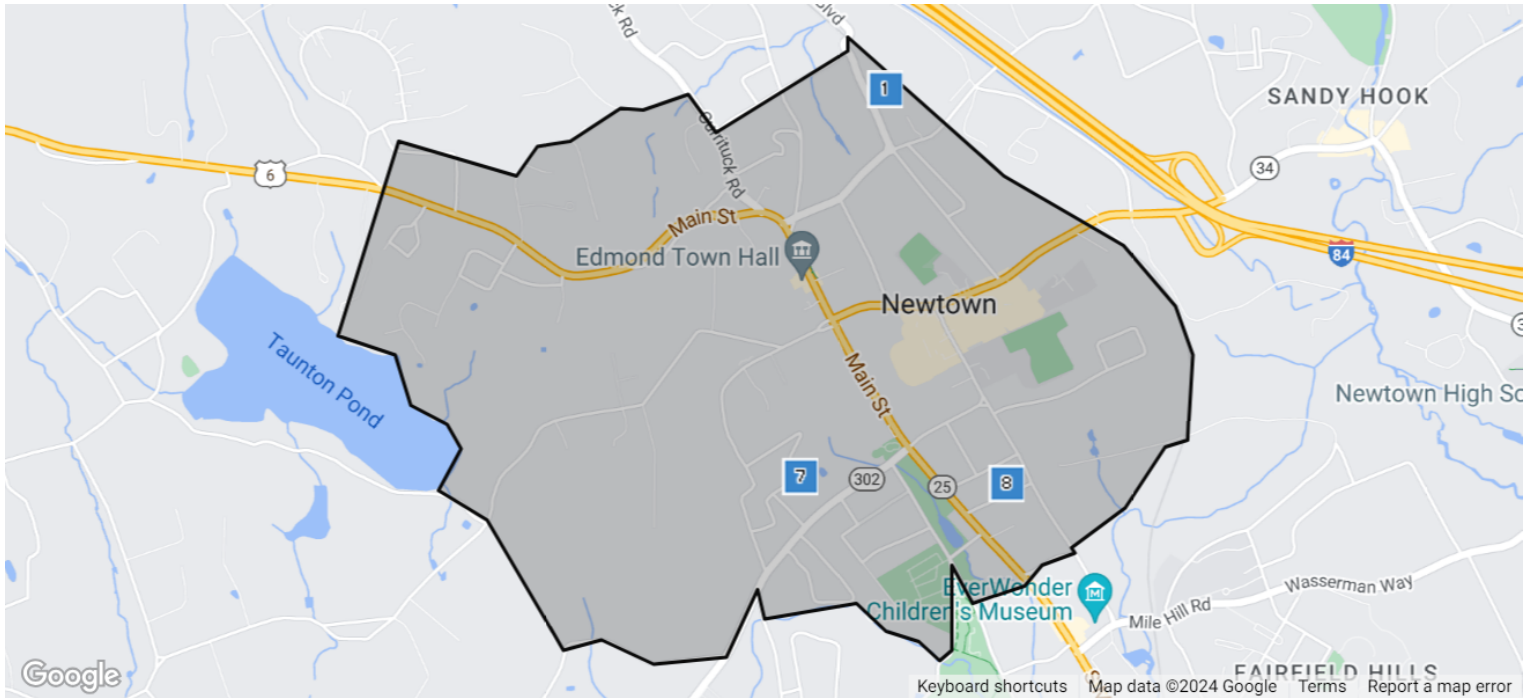 ck Rd
Blvd
1
SANDY HOOK
Currituck Rd
6
34
Main St
Edmond Town Hall
84
Newtown
3
Taunton Pond
Main St
Newtown High Sc
7
302
25
8
EverWonder
Children's Museum
Wasserman Way
Mile Hill Rd
S
FAIRFIELD HILLS
Google
Keyboard shortcuts
Map data ©2024 Google
Terms
Report a map error